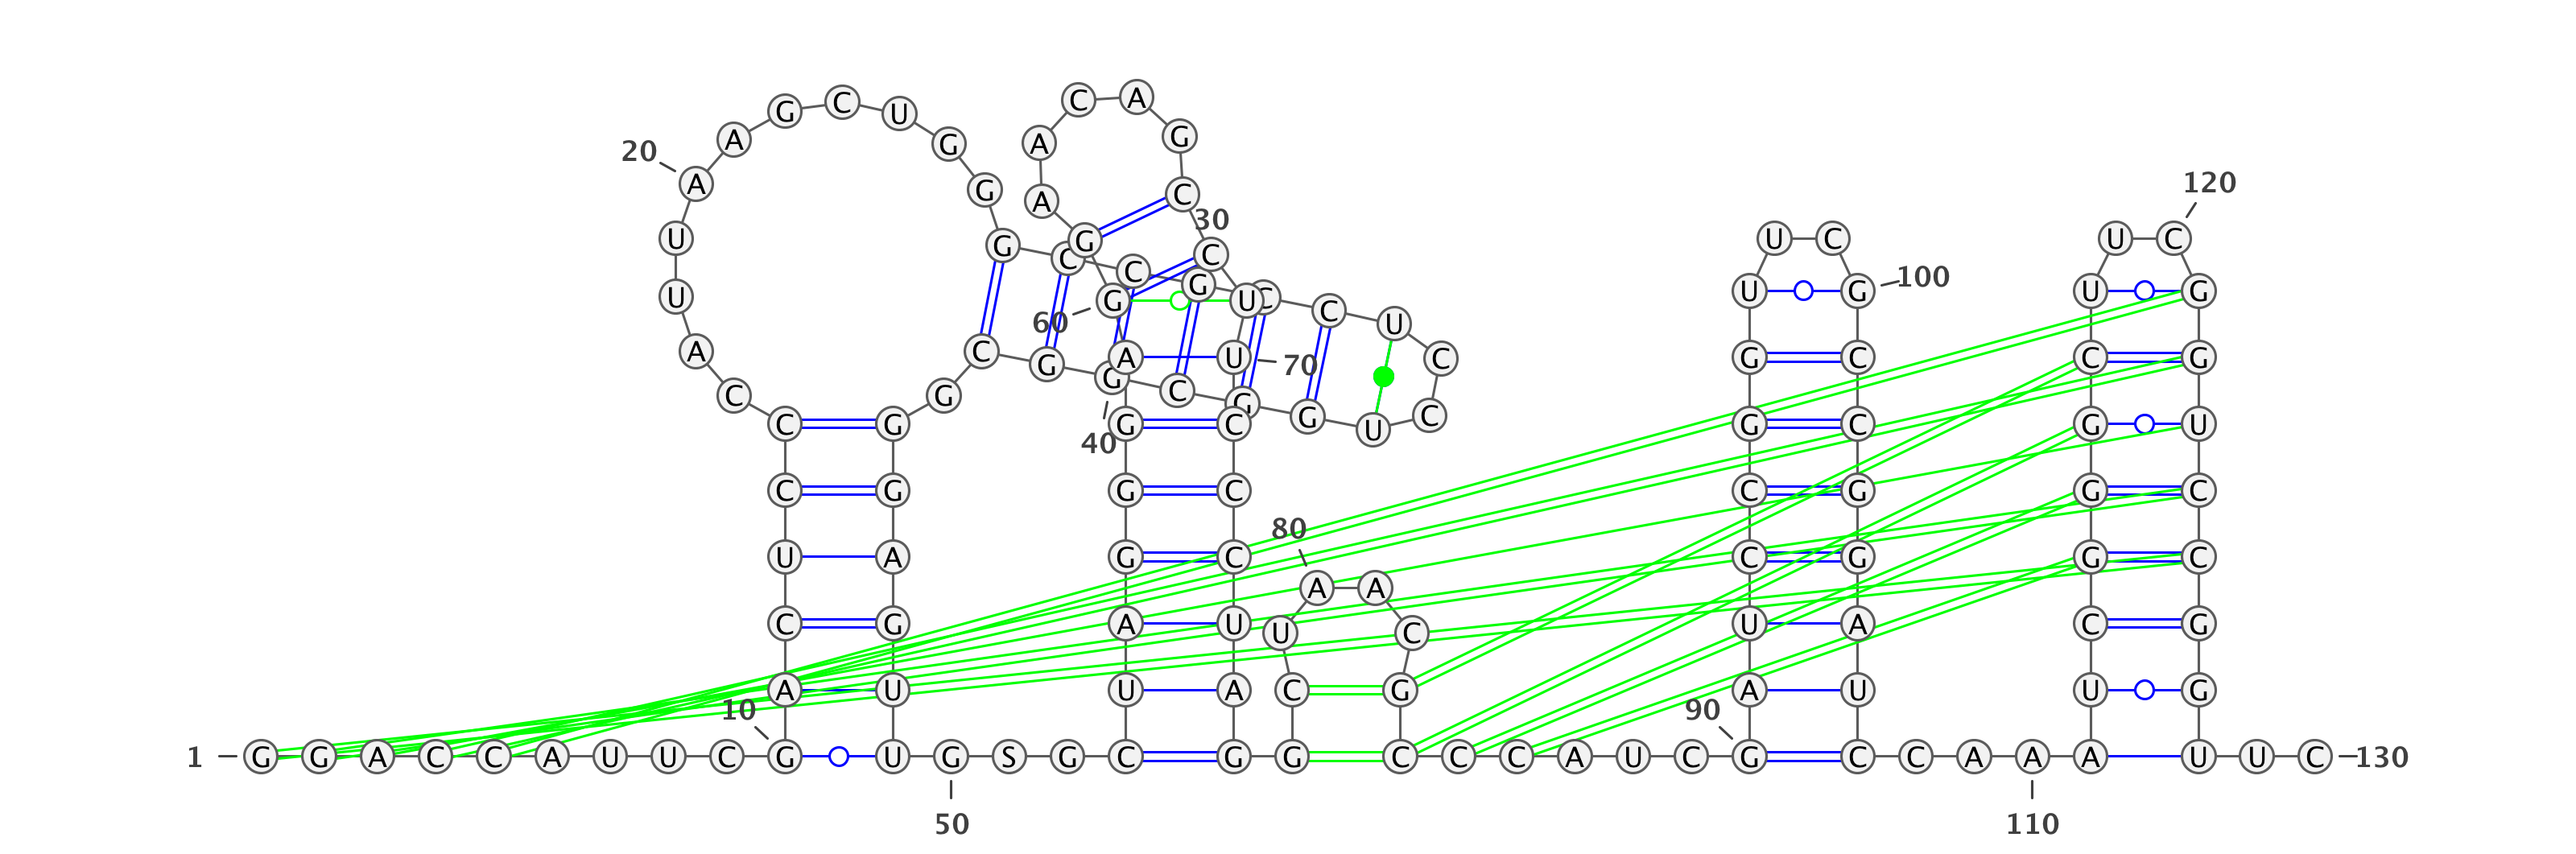 G C U C A
A G A G
20
A G A C 120
30
U G C G C U C U C
C G 100
U G U C C U U G U G
60
A C A U 70 C G C C G
G G
C G C G
C G G C G U C G C G U
40
C G G C C G G C
80
U A G C C G G C
A A
C G A U U C U A C G
A U U A C G A U U G
10 90
1 G G A C C A U U C G U G S G C G G C C C A U C G C C A A A A U U C 130
50 110